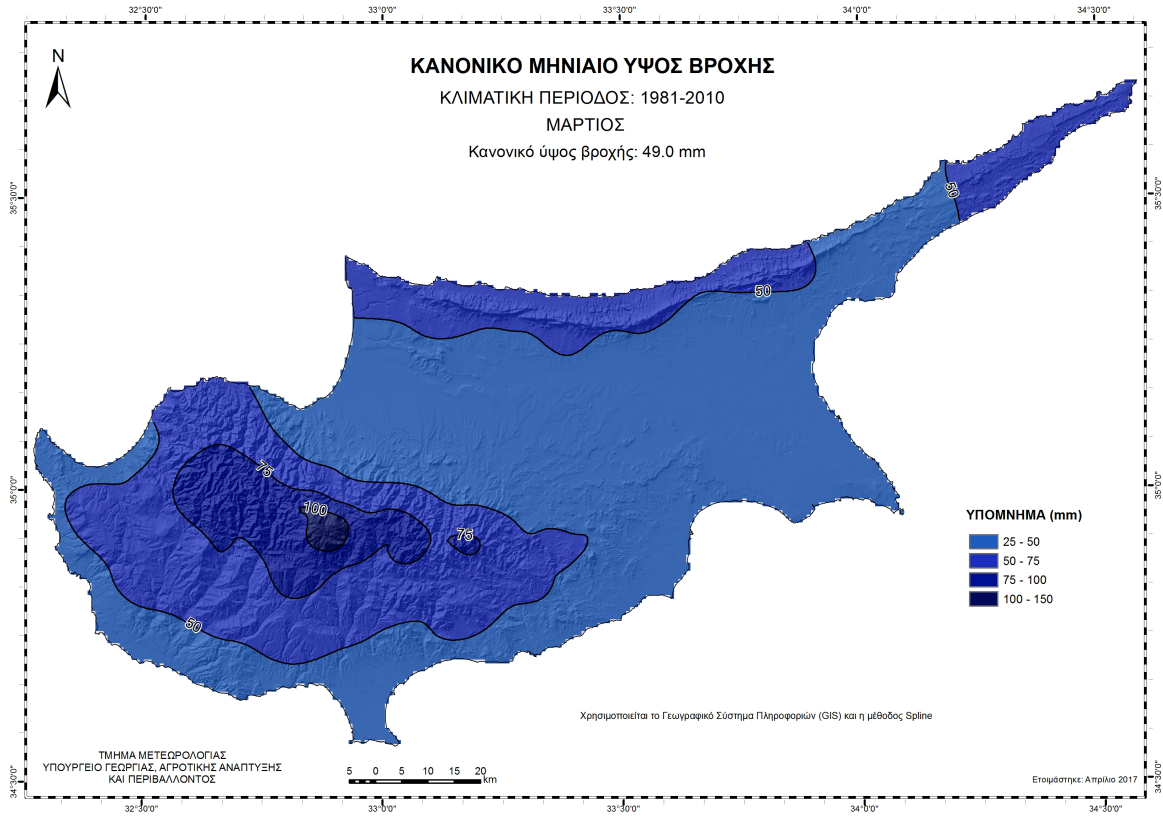 32°30'0" 33°0'0" 33°30'0" 34°0'0" 34°30'0"
N
ΚΑΝΟΝΙΚΟ ΜΗΝΙΑΙΟ ΥΨΟΣ ΒΡΟΧΗΣ
ΚΛΙΜΑΤΙΚΗ ΠΕΡΙΟΔΟΣ: 1981-2010
ΜΑΡΤΙΟΣ
Κανονικό ύψος βροχής: 49.0 mm
35°30'0" 35°30'0"
50
50
75
100
75
50
35°0'0" 35°0'0"
ΥΠΟΜΝΗΜΑ (mm)
25 - 50
50 - 75
75 - 100
100 - 150
Χρησιμοποιείται το Γεωγραφικό Σύστημα Πληροφοριών (GIS) και η μέθοδος Spline
ΤΜΗΜΑ ΜΕΤΕΩΡΟΛΟΓΙΑΣ
ΥΠΟΥΡΓΕΙΟ ΓΕΩΡΓΙΑΣ, ΑΓΡΟΤΙΚΗΣ ΑΝΑΠΤΥΞΗΣ
ΚΑΙ ΠΕΡΙΒΑΛΛΟΝΤΟΣ
5 0 5 10 15 20
km
Ετοιμάστηκε: Απρίλιο 2017
34°30'0" 34°30'0"
32°30'0" 33°0'0" 33°30'0" 34°0'0" 34°30'0"